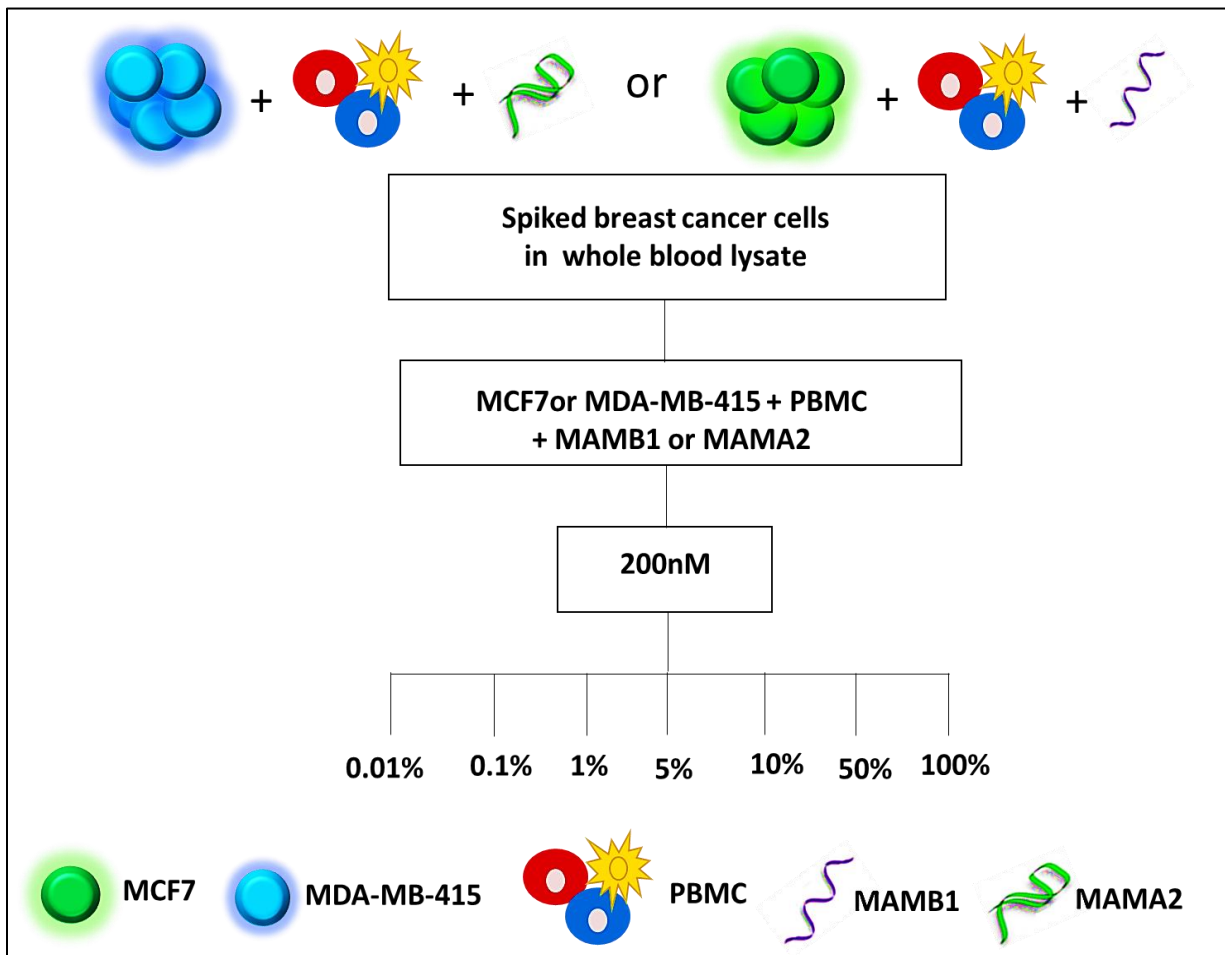 + + or + +
Spiked breast cancer cells
in whole blood lysate
MCF7or MDA-MB-415 + PBMC
+ MAMB1 or MAMA2
200nM
0.01% 0.1% 1% 5% 10% 50% 100%
MCF7 MDA-MB-415 PBMC MAMB1 MAMA2